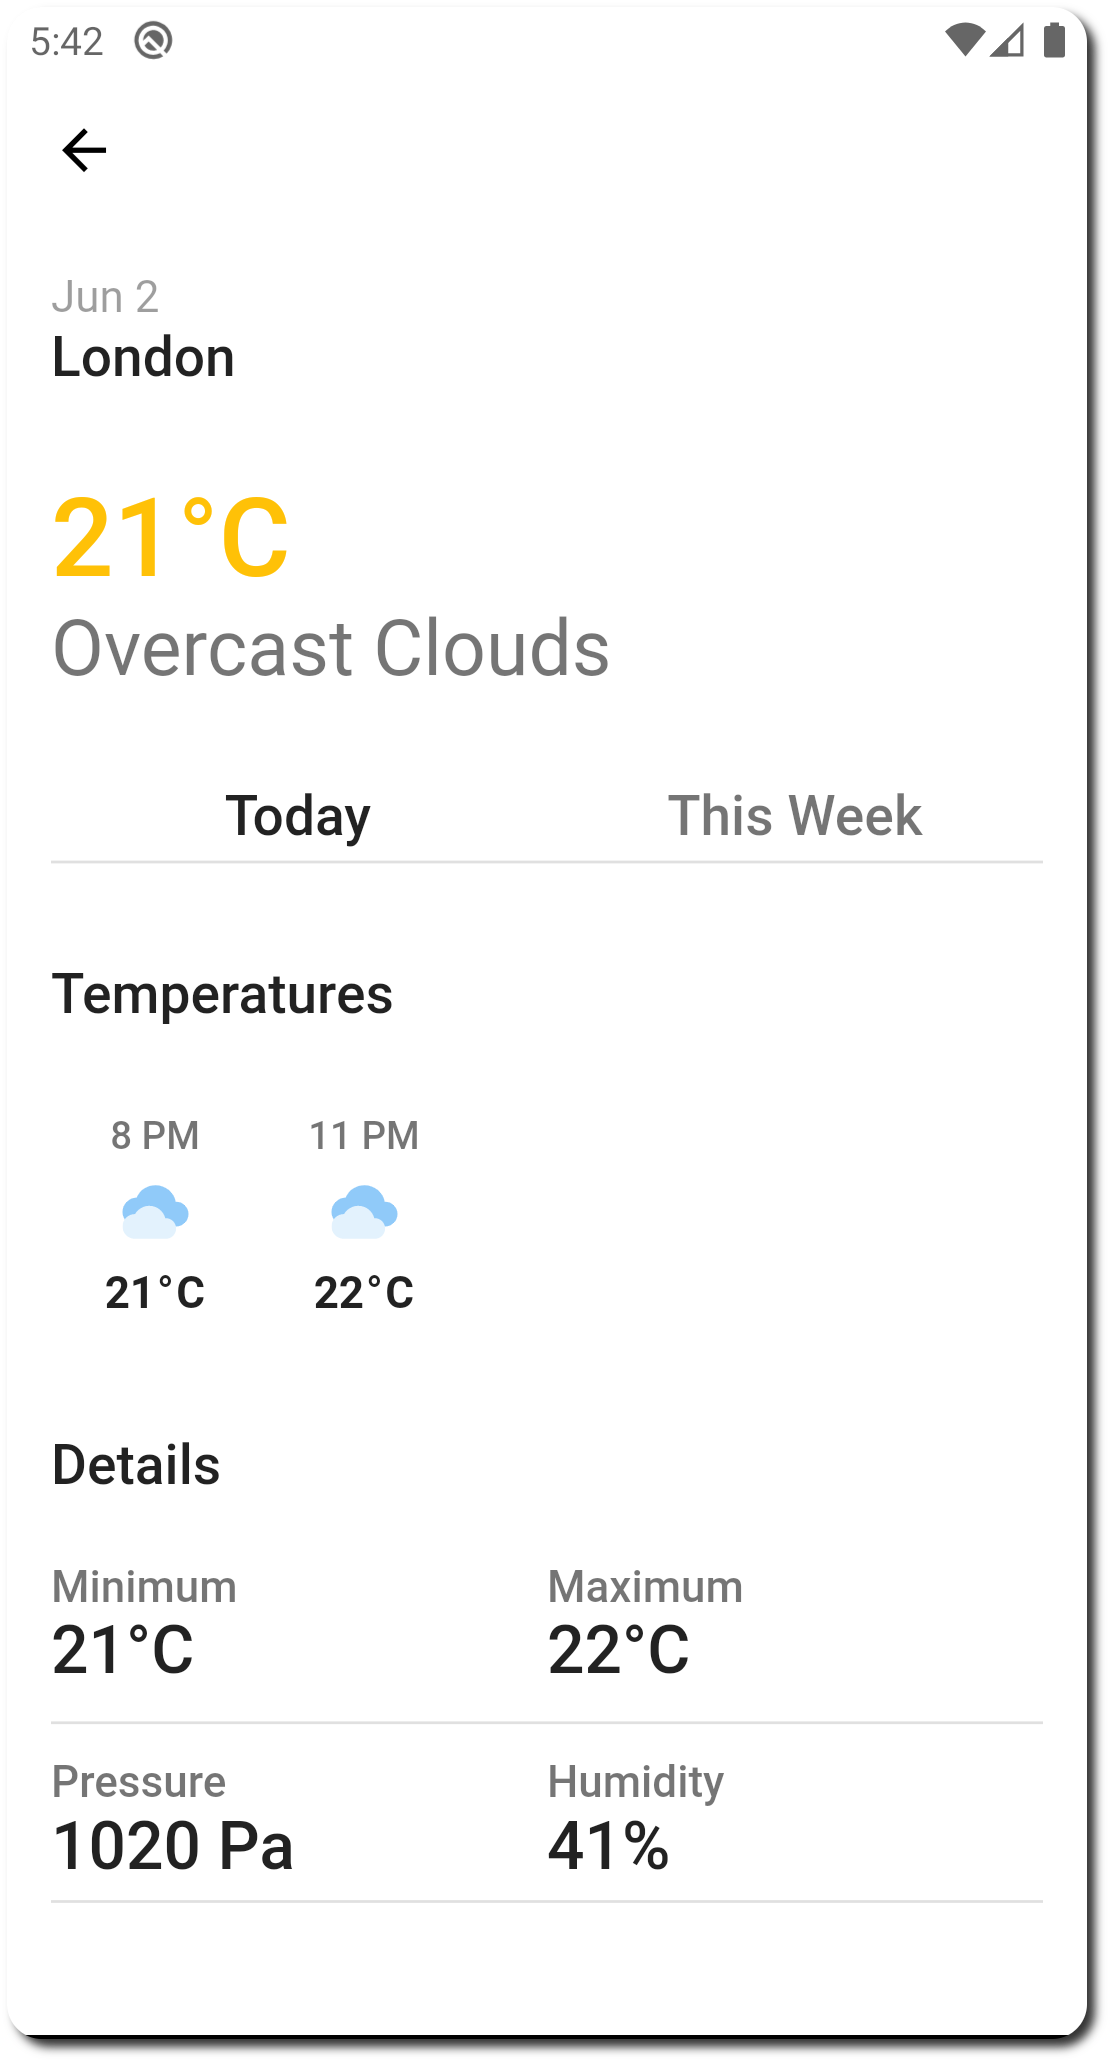 5:42
Jun 2
London
21°C
Overcast Clouds
Today This Week
Temperatures
8 PM 11 PM
21°C 22°C
Details
Minimum Maximum
21°C 22°C
Pressure Humidity
1020 Pa 41%